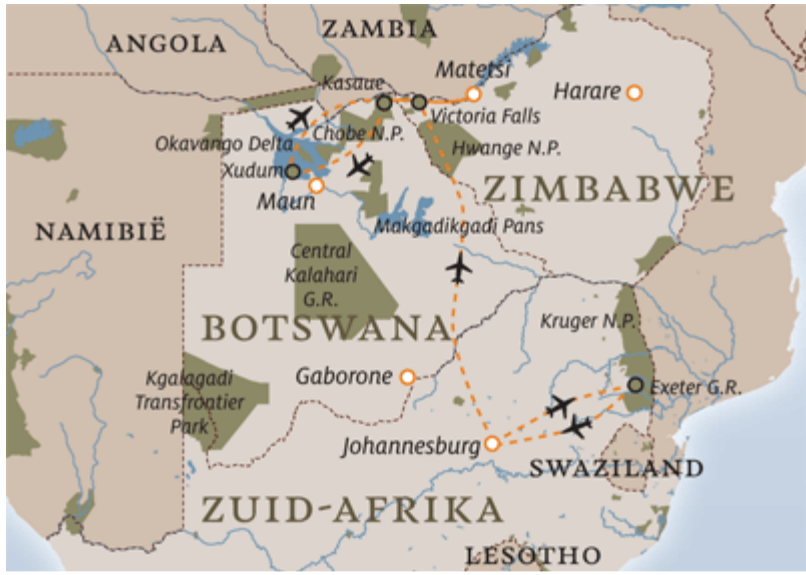 ZAMBIA
ANGOLA
Kasaue
Matetsi
Harare
Victoria Falls
Chobe N.P.
Okavango Delta
Hwange N.P.
Xudum
ZIMBABWE
Maun
NAMIBIË
Makgadikgadi Pans
Central
Kalahari
G.R.
BOTSWANA
Kruger N.P.
Kgalagadi
Transfrontier
Park
Gaborone
Exeter G.R.
Johannesburg
SWAZILAND
ZUID-AFRIKA
LESOTHO